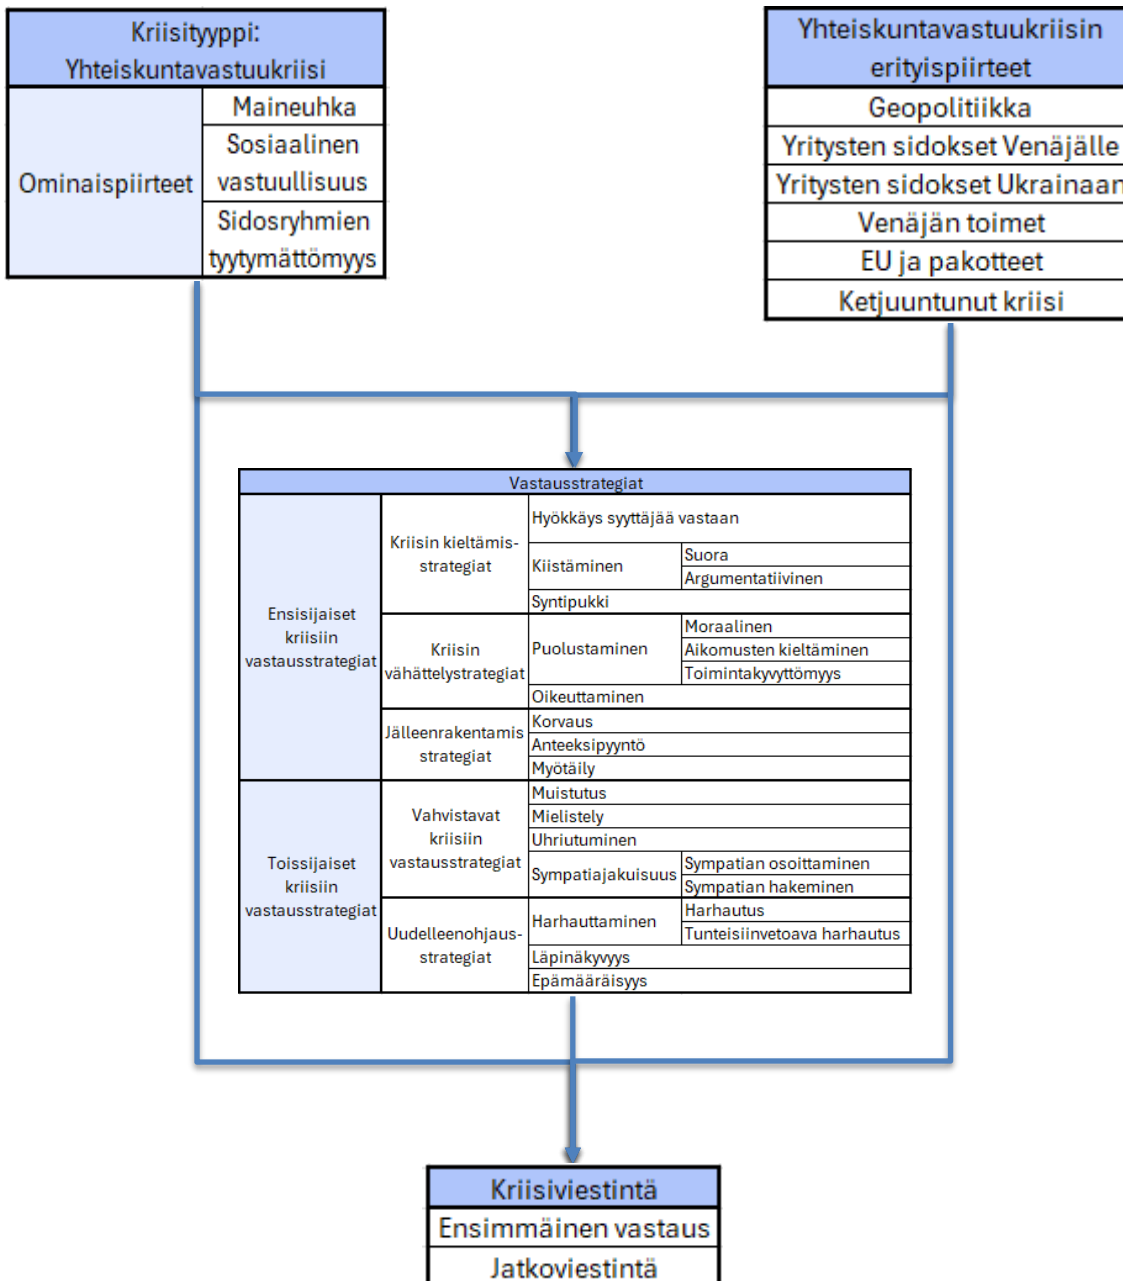 Kriisityyppi:
Yhteiskuntavastuukriisi
Ominaispiirteet
Maineuhka
Sosiaalinen
vastuullisuus
Sidosryhmien
tyytymättömyys
Yhteiskuntavastuukriisin
erityispiirteet
Geopolitiikka
Yritysten sidokset Venäjälle
Yritysten sidokset Ukrainaan
Venäjän toimet
EU ja pakotteet
Ketjuuntunut kriisi
Vastausstrategiat
Ensisijaiset
kriisiin
vastausstrategiat
Kriisin kieltämis-
strategiat
Hyökkäys syyttäjää vastaan
Kiistäminen
Suora
Argumentatiivinen
Syntipukki
Kriisin
vähättelystrategiat
Puolustaminen
Moraalinen
Aikomusten kieltäminen
Toimintakyvyttömyys
Oikeuttaminen
Jälleenrakentamis
strategiat
Korvaus
Anteeksipyyntö
Myötäily
Toissijaiset
kriisiin
vastausstrategiat
Vahvistavat
kriisiin
vastausstrategiat
Muistutus
Mielistely
Uhriutuminen
Sympatiajakuisuus
Sympatian osoittaminen
Sympatian hakeminen
Uudelleenohjaus-
strategiat
Harhauttaminen
Harhautus
Tunteisiinvetoava harhautus
Läpinäkyvyys
Epämääräisyys
Kriisiviestintä
Ensimmäinen vastaus
Jatkoviestintä